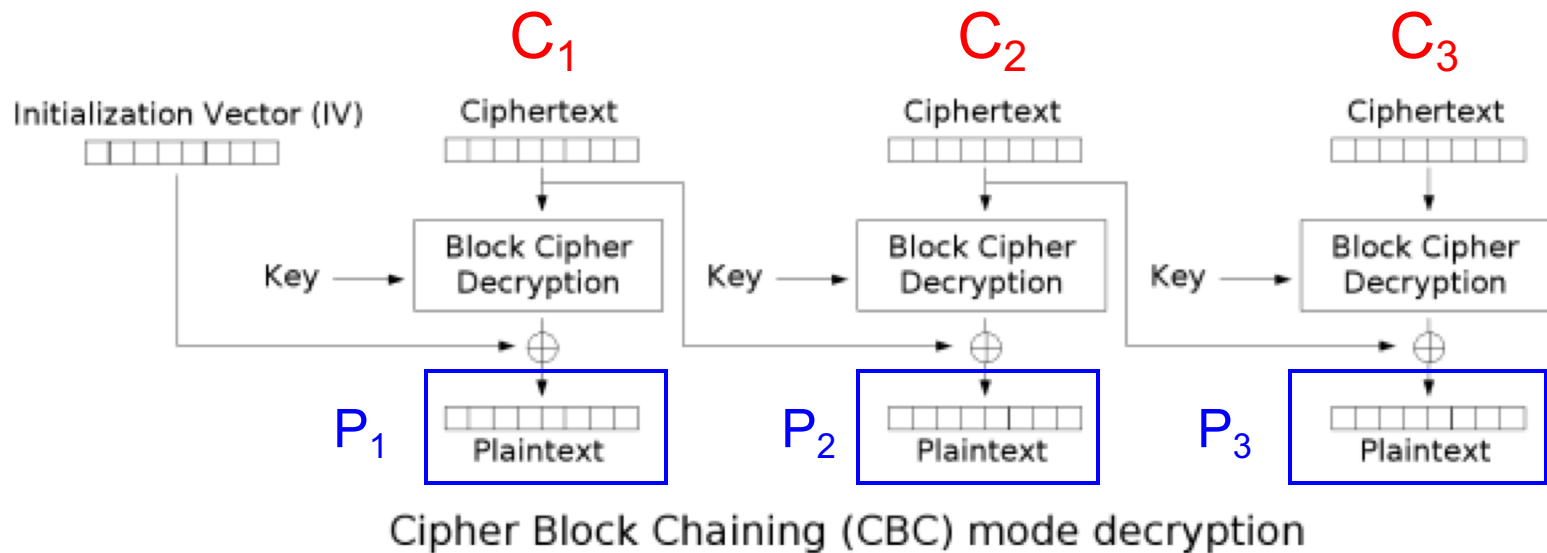 C₁ C₂ C₃
Initialization Vector (IV) Ciphertext Ciphertext Ciphertext
Key Block Cipher Decryption Key Block Cipher Decryption Key Block Cipher Decryption
P₁ Plaintext P₂ Plaintext P₃ Plaintext
Cipher Block Chaining (CBC) mode decryption